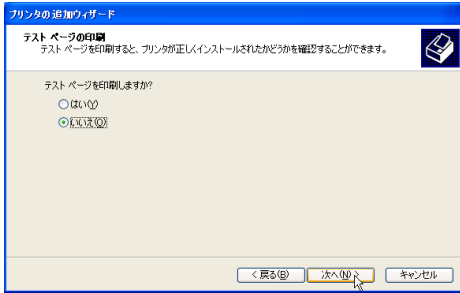 プリンタの追加ウィザード
テスト ページの印刷
テスト ページを印刷すると、プリンタが正しくインストールされたかどうかを確認することができます。
テスト ページを印刷しますか?
はい(Y)
いいえ(O)
< 戻る(B)
次へ(N) >
キャンセル